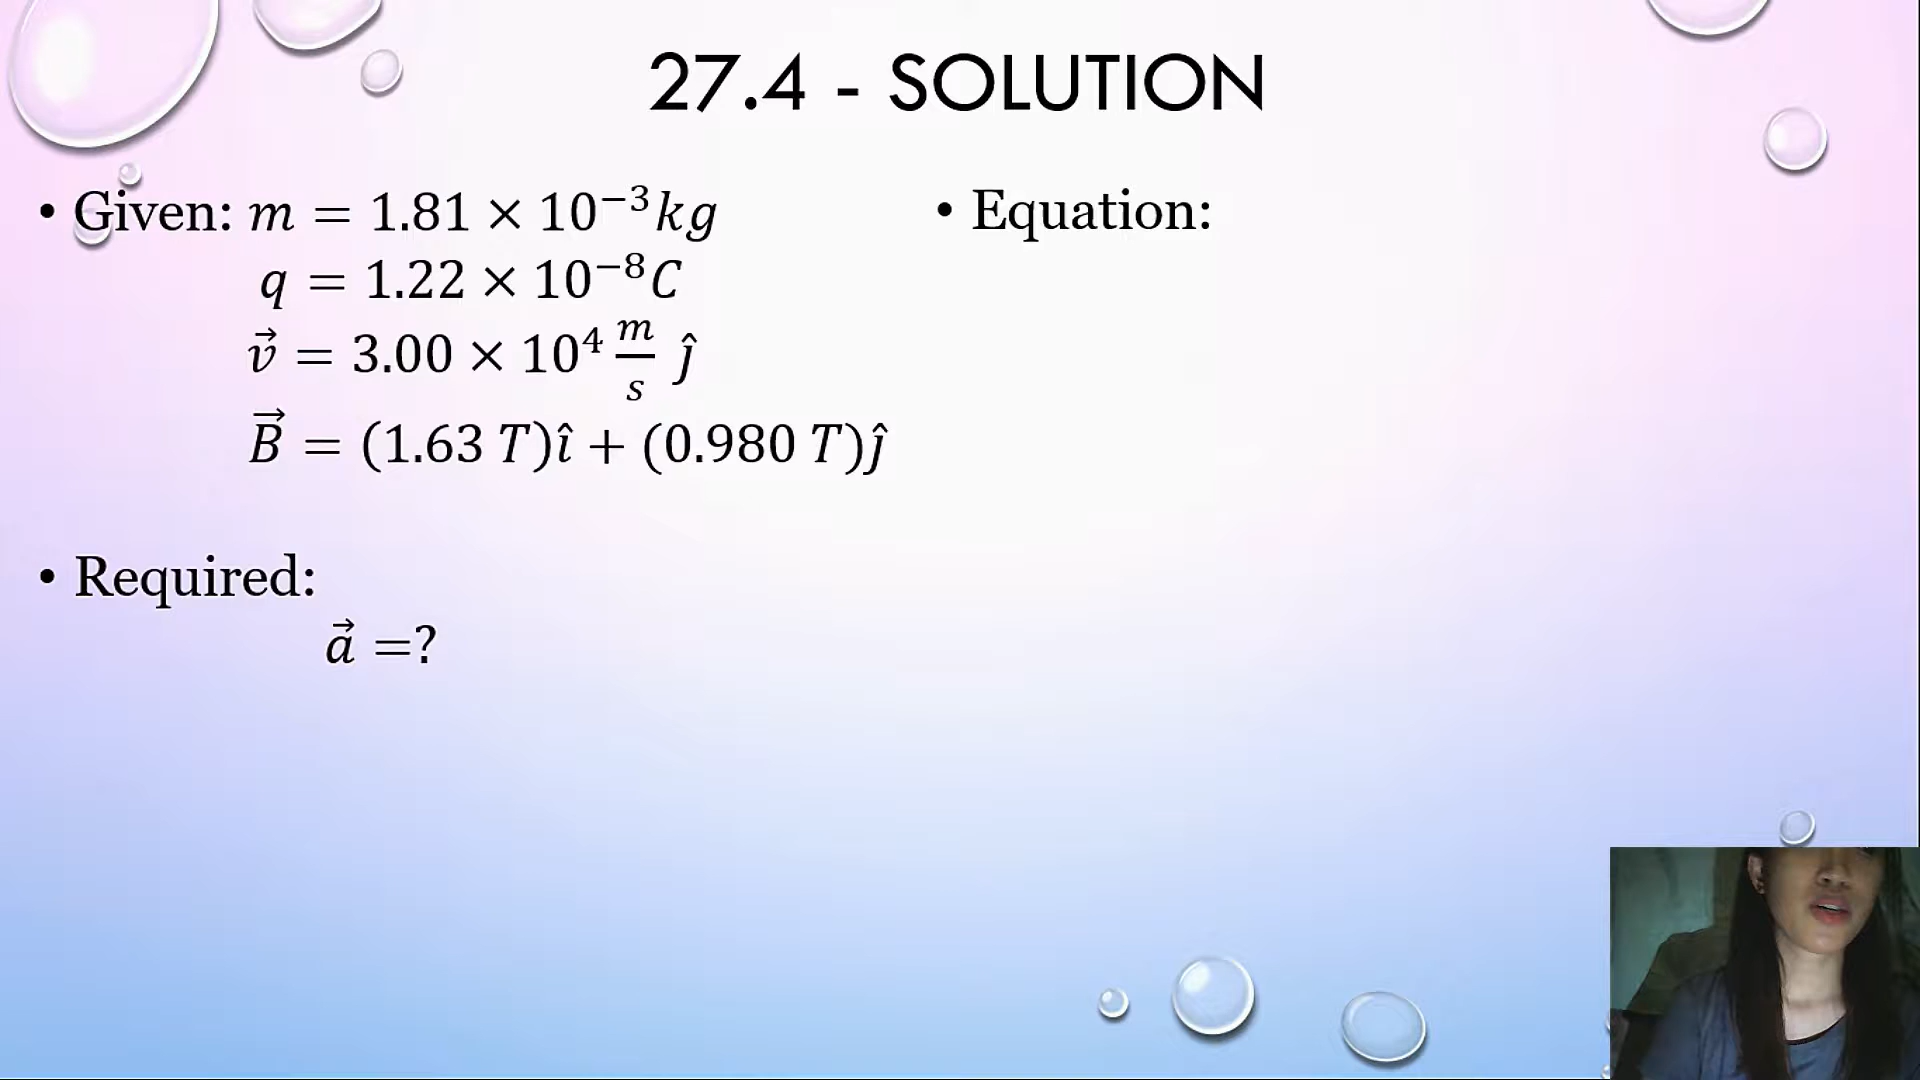 27.4 - SOLUTION
• Given: m = 1.81 × 10⁻³kg
q = 1.22 × 10⁻⁸C
v⃗ = 3.00 × 10⁴ m/s ĵ
B⃗ = (1.63 T)î + (0.980 T)ĵ
• Required:
a⃗ =?
• Equation: